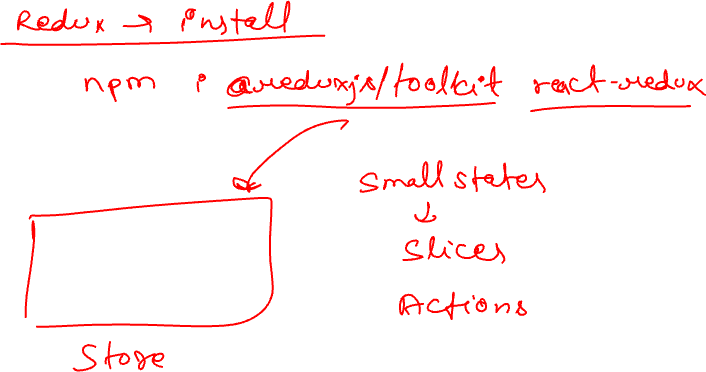 Redux → install
npm i @reduxjs/toolkit react-redux
Small states
↓
Slices
Actions
Store